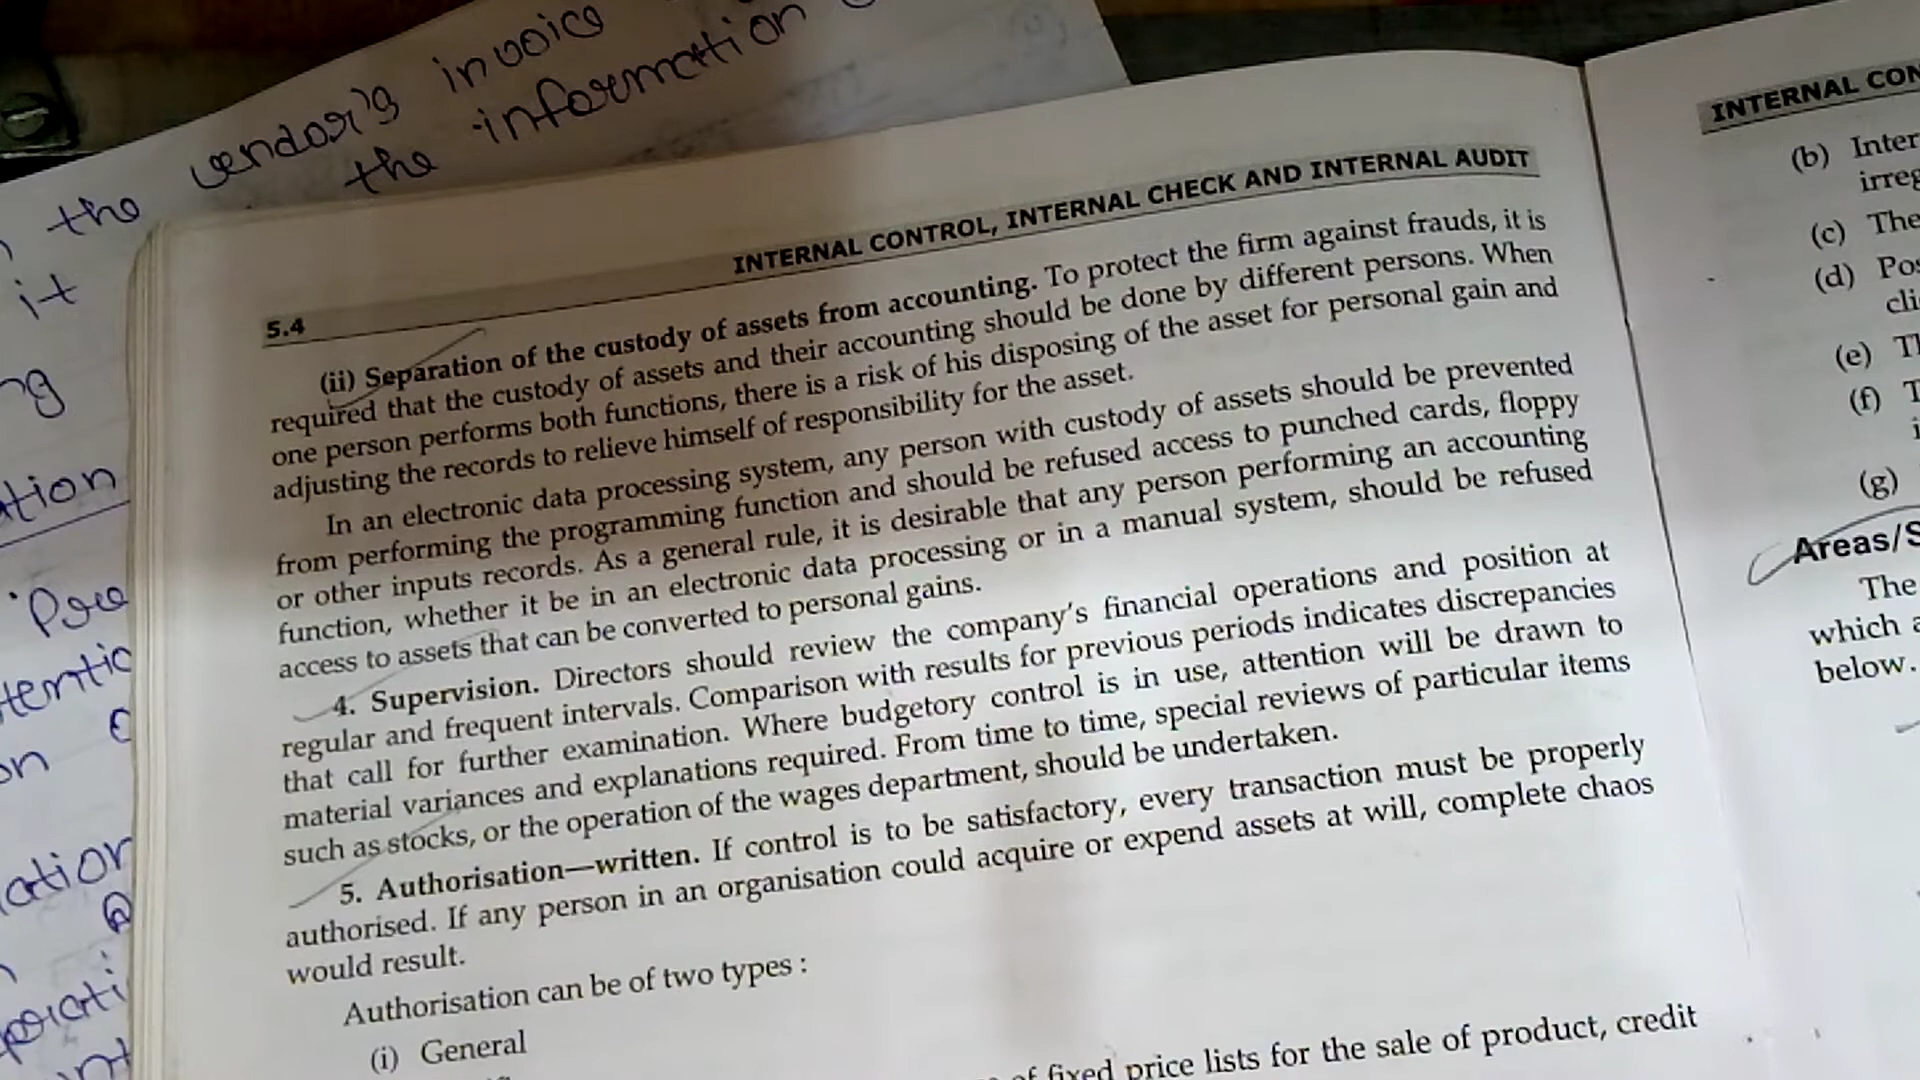 the vendor's invoice
the information
it
5.4
INTERNAL CONTROL, INTERNAL CHECK AND INTERNAL AUDIT
(ii) Separation of the custody of assets from accounting. To protect the firm against frauds, it is
required that the custody of assets and their accounting should be done by different persons. When
one person performs both functions, there is a risk of his disposing of the asset for personal gain and
adjusting the records to relieve himself of responsibility for the asset.
In an electronic data processing system, any person with custody of assets should be prevented
from performing the programming function and should be refused access to punched cards, floppy
or other inputs records. As a general rule, it is desirable that any person performing an accounting
function, whether it be in an electronic data processing or in a manual system, should be refused
access to assets that can be converted to personal gains.
4. Supervision. Directors should review the company's financial operations and position at
regular and frequent intervals. Comparison with results for previous periods indicates discrepancies
that call for further examination. Where budgetory control is in use, attention will be drawn to
material variances and explanations required. From time to time, special reviews of particular items
such as stocks, or the operation of the wages department, should be undertaken.
5. Authorisation—written. If control is to be satisfactory, every transaction must be properly
authorised. If any person in an organisation could acquire or expend assets at will, complete chaos
would result.
Authorisation can be of two types :
(i) General
of fixed price lists for the sale of product, credit
INTERNAL CON
(b) Inter
irreg
(c) The
(d) Pos
cli
(e) Th
(f) T
i
(g)
Areas/S
The
which a
below.